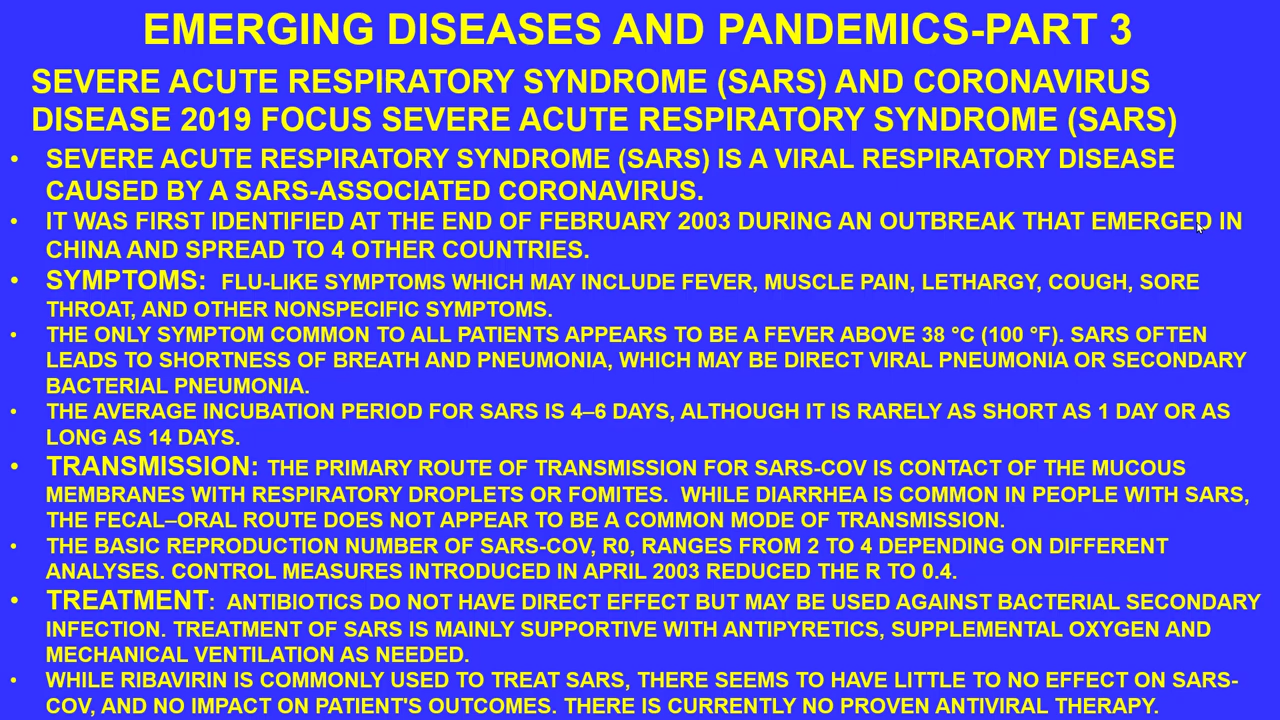 EMERGING DISEASES AND PANDEMICS-PART 3
SEVERE ACUTE RESPIRATORY SYNDROME (SARS) AND CORONAVIRUS
DISEASE 2019 FOCUS SEVERE ACUTE RESPIRATORY SYNDROME (SARS)
• SEVERE ACUTE RESPIRATORY SYNDROME (SARS) IS A VIRAL RESPIRATORY DISEASE
CAUSED BY A SARS-ASSOCIATED CORONAVIRUS.
• IT WAS FIRST IDENTIFIED AT THE END OF FEBRUARY 2003 DURING AN OUTBREAK THAT EMERGED IN
CHINA AND SPREAD TO 4 OTHER COUNTRIES.
• SYMPTOMS: FLU-LIKE SYMPTOMS WHICH MAY INCLUDE FEVER, MUSCLE PAIN, LETHARGY, COUGH, SORE
THROAT, AND OTHER NONSPECIFIC SYMPTOMS.
• THE ONLY SYMPTOM COMMON TO ALL PATIENTS APPEARS TO BE A FEVER ABOVE 38 °C (100 °F). SARS OFTEN
LEADS TO SHORTNESS OF BREATH AND PNEUMONIA, WHICH MAY BE DIRECT VIRAL PNEUMONIA OR SECONDARY
BACTERIAL PNEUMONIA.
• THE AVERAGE INCUBATION PERIOD FOR SARS IS 4–6 DAYS, ALTHOUGH IT IS RARELY AS SHORT AS 1 DAY OR AS
LONG AS 14 DAYS.
• TRANSMISSION: THE PRIMARY ROUTE OF TRANSMISSION FOR SARS-COV IS CONTACT OF THE MUCOUS
MEMBRANES WITH RESPIRATORY DROPLETS OR FOMITES. WHILE DIARRHEA IS COMMON IN PEOPLE WITH SARS,
THE FECAL–ORAL ROUTE DOES NOT APPEAR TO BE A COMMON MODE OF TRANSMISSION.
• THE BASIC REPRODUCTION NUMBER OF SARS-COV, R0, RANGES FROM 2 TO 4 DEPENDING ON DIFFERENT
ANALYSES. CONTROL MEASURES INTRODUCED IN APRIL 2003 REDUCED THE R TO 0.4.
• TREATMENT: ANTIBIOTICS DO NOT HAVE DIRECT EFFECT BUT MAY BE USED AGAINST BACTERIAL SECONDARY
INFECTION. TREATMENT OF SARS IS MAINLY SUPPORTIVE WITH ANTIPYRETICS, SUPPLEMENTAL OXYGEN AND
MECHANICAL VENTILATION AS NEEDED.
• WHILE RIBAVIRIN IS COMMONLY USED TO TREAT SARS, THERE SEEMS TO HAVE LITTLE TO NO EFFECT ON SARS-
COV, AND NO IMPACT ON PATIENT'S OUTCOMES. THERE IS CURRENTLY NO PROVEN ANTIVIRAL THERAPY.